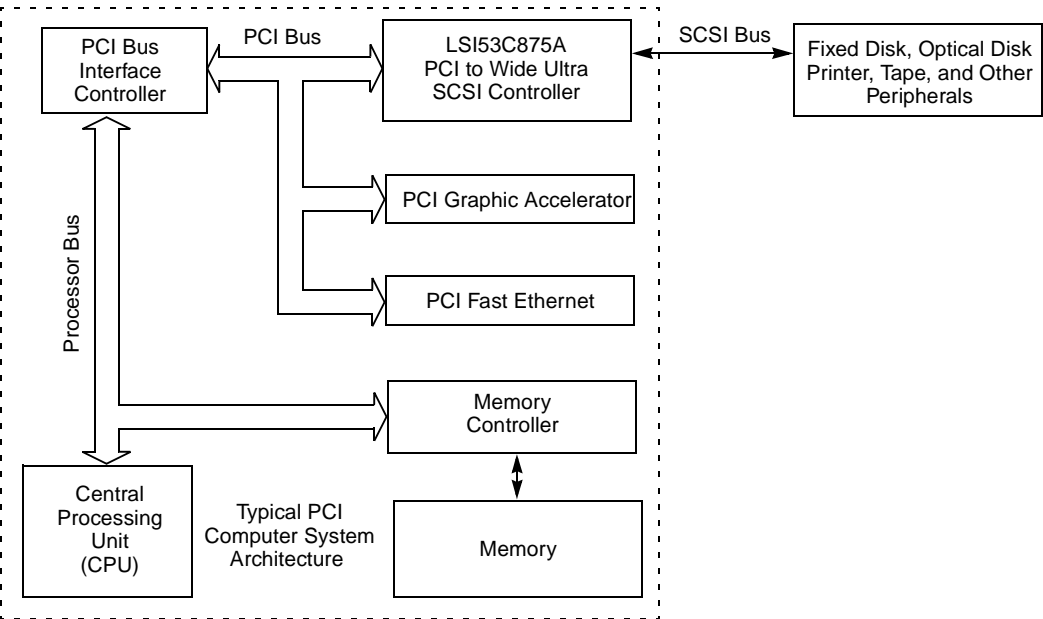 PCI Bus
Interface
Controller
PCI Bus
LSI53C875A
PCI to Wide Ultra
SCSI Controller
SCSI Bus
Fixed Disk, Optical Disk
Printer, Tape, and Other
Peripherals
PCI Graphic Accelerator
Processor Bus
PCI Fast Ethernet
Memory
Controller
Central
Processing
Unit
(CPU)
Typical PCI
Computer System
Architecture
Memory